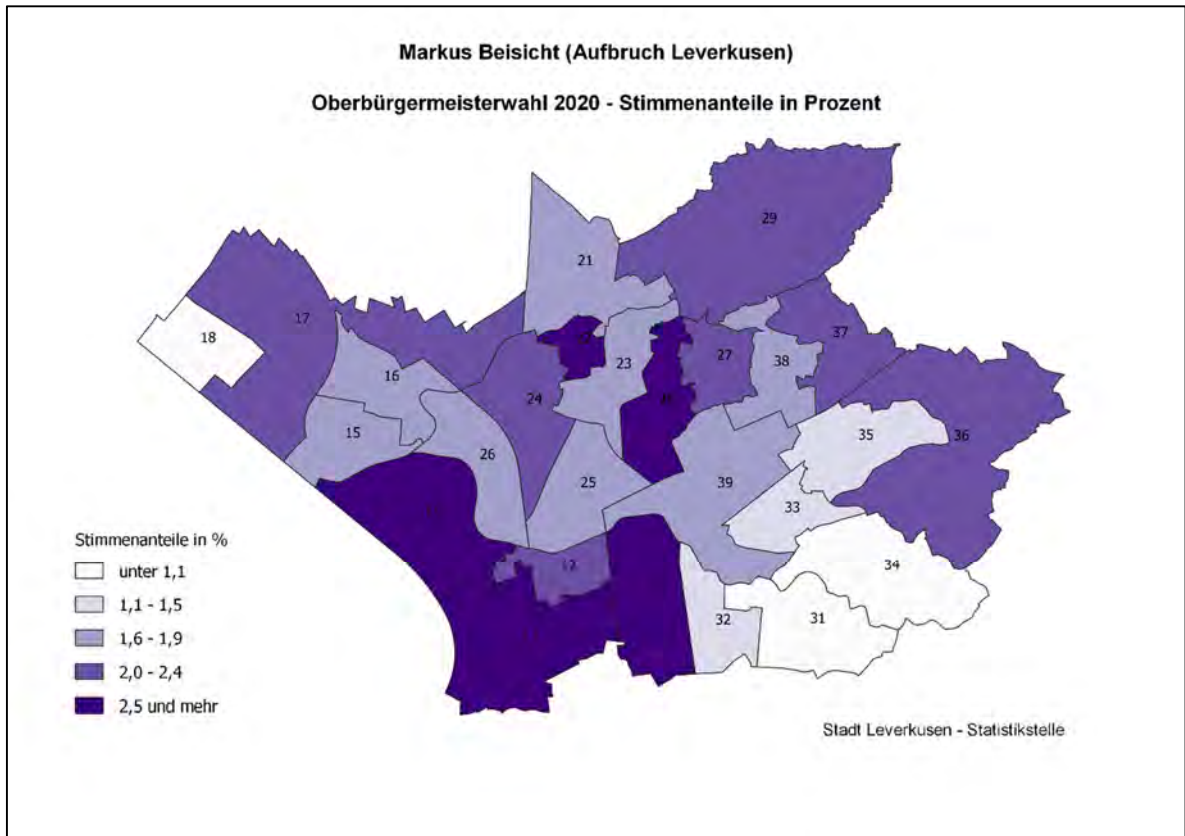 Markus Beisicht (Aufbruch Leverkusen)
Oberbürgermeisterwahl 2020 - Stimmenanteile in Prozent
29
21
17
37
18
27
23
38
16
24
15
35
36
26
25
39
33
12
34
32
31
Stimmenanteile in %
unter 1,1
1,1 - 1,5
1,6 - 1,9
2,0 - 2,4
2,5 und mehr
Stadt Leverkusen - Statistikstelle